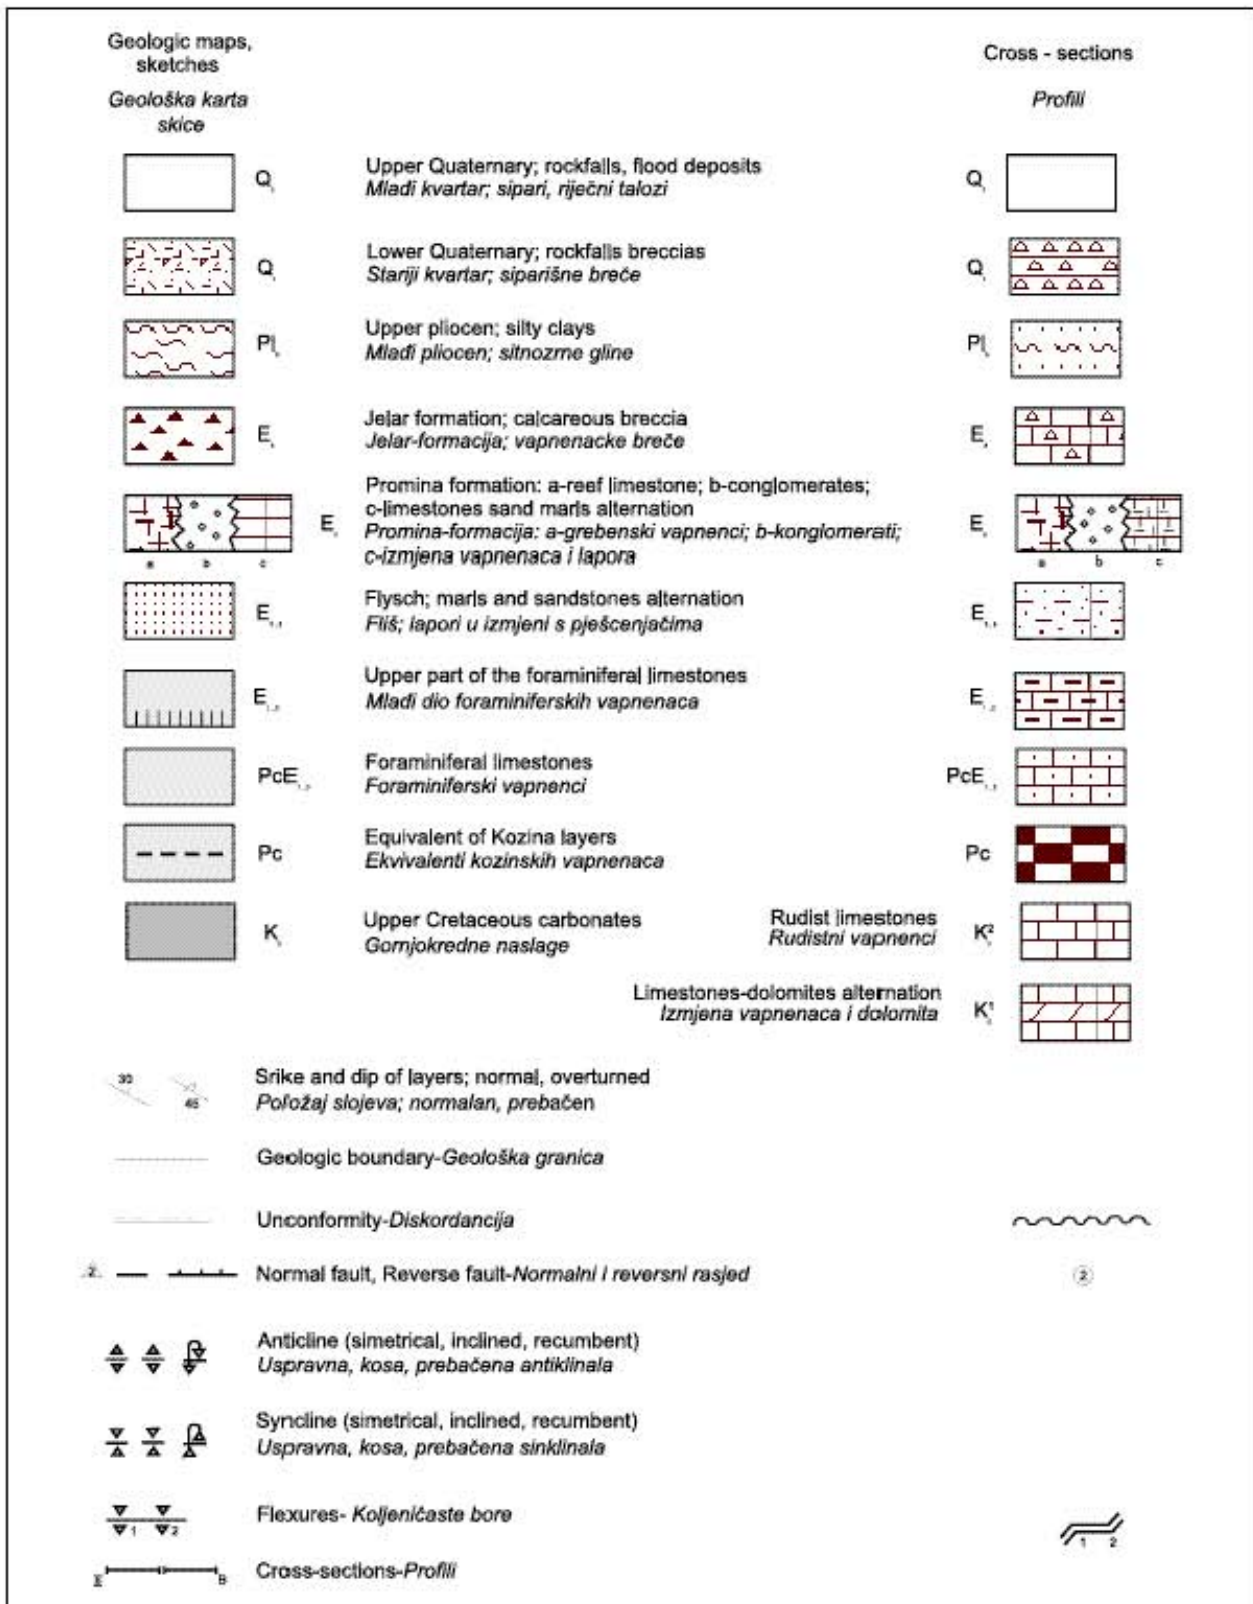 Geologic maps,
sketches
Geološka karta
skice
Cross - sections
Profili
Q
Upper Quaternary; rockfalls, flood deposits
Mlađi kvartar; sipari, riječni talozi
Q
Q
Lower Quaternary; rockfalls breccias
Stariji kvartar; siparišne breče
Q
Pl
Upper pliocen; silty clays
Mlađi pliocen; sitnozrne gline
Pl
E
Jelar formation; calcareous breccia
Jelar-formacija; vapnenacke breče
E
a b c
E
Promina formation: a-reef limestone; b-conglomerates;
c-limestones sand marls alternation
Promina-formacija: a-grebenski vapnenci; b-konglomerati;
c-izmjena vapnenaca i lapora
E
a b c
E
Flysch; marls and sandstones alternation
Fliš; lapori u izmjeni s pješcenjačima
E
E
Upper part of the foraminiferal limestones
Mlađi dio foraminiferskih vapnenaca
E
PcE
Foraminiferal limestones
Foraminiferski vapnenci
PcE
Pc
Equivalent of Kozina layers
Ekvivalenti kozinskih vapnenaca
Pc
K
Upper Cretaceous carbonates
Gornjokredne naslage
Rudist limestones
Rudistni vapnenci
K²
Limestones-dolomites alternation
Izmjena vapnenaca i dolomita
K¹
30
45
Srike and dip of layers; normal, overturned
Položaj slojeva; normalan, prebačen
Geologic boundary-Geološka granica
Unconformity-Diskordancija
2
Normal fault, Reverse fault-Normalni i reversni rasjed
2
Anticline (simetrical, inclined, recumbent)
Uspravna, kosa, prebačena antiklinala
Syncline (simetrical, inclined, recumbent)
Uspravna, kosa, prebačena sinklinala
1 2
Flexures- Koljeničaste bore
1 2
B
Cross-sections-Profili